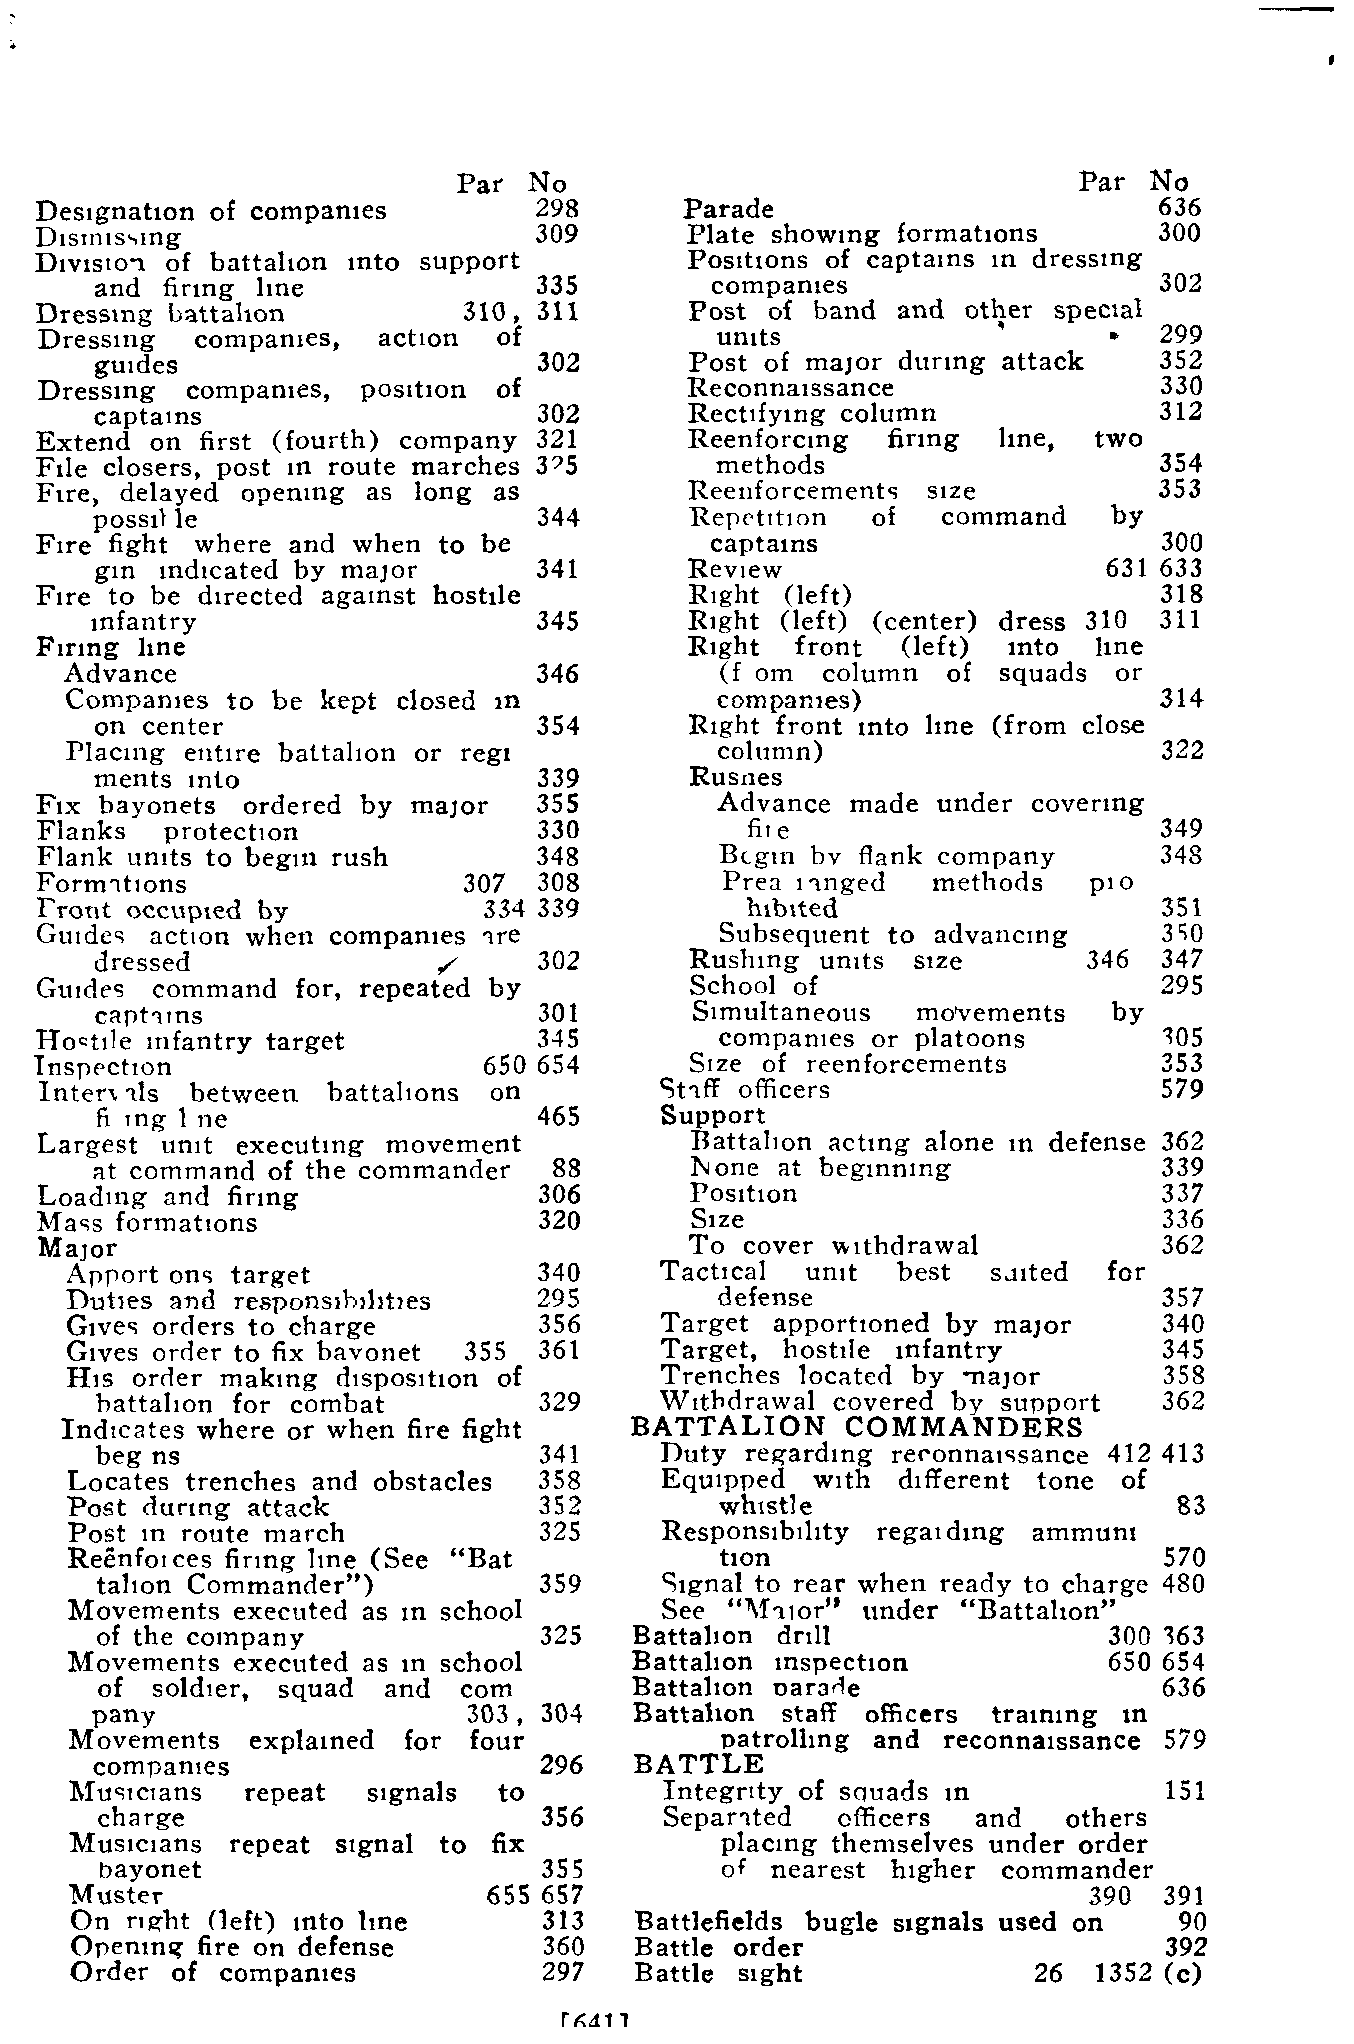 Par No
Designation of companies 298
Dismissing 309
Division of battalion into support
and firing line 335
Dressing battalion 310, 311
Dressing companies, action of
guides 302
Dressing companies, position of
captains 302
Extend on first (fourth) company 321
File closers, post in route marches 325
Fire, delayed opening as long as
possible 344
Fire fight where and when to be
gin indicated by major 341
Fire to be directed against hostile
infantry 345
Firing line
Advance 346
Companies to be kept closed in
on center 354
Placing entire battalion or regi
ments into 339
Fix bayonets ordered by major 355
Flanks protection 330
Flank units to begin rush 348
Formations 307 308
Front occupied by 334 339
Guides action when companies are
dressed 302
Guides command for, repeated by
captains 301
Hostile infantry target 345
Inspection 650 654
Intervals between battalions on
fi ing l ne 465
Largest unit executing movement
at command of the commander 88
Loading and firing 306
Mass formations 320
Major
Apport ons target 340
Duties and responsibilities 295
Gives orders to charge 356
Gives order to fix bayonet 355 361
His order making disposition of
battalion for combat 329
Indicates where or when fire fight
beg ns 341
Locates trenches and obstacles 358
Post during attack 352
Post in route march 325
Reënforces firing line (See "Bat
talion Commander") 359
Movements executed as in school
of the company 325
Movements executed as in school
of soldier, squad and com
pany 303, 304
Movements explained for four
companies 296
Musicians repeat signals to
charge 356
Musicians repeat signal to fix
bayonet 355
Muster 655 657
On right (left) into line 313
Opening fire on defense 360
Order of companies 297
Par No
Parade 636
Plate showing formations 300
Positions of captains in dressing
companies 302
Post of band and other special
units 299
Post of major during attack 352
Reconnaissance 330
Rectifying column 312
Reenforcing firing line, two
methods 354
Reenforcements size 353
Repetition of command by
captains 300
Review 631 633
Right (left) 318
Right (left) (center) dress 310 311
Right front (left) into line
(f om column of squads or
companies) 314
Right front into line (from close
column) 322
Rushes
Advance made under covering
fire 349
Begin by flank company 348
Prearranged methods pro
hibited 351
Subsequent to advancing 350
Rushing units size 346 347
School of 295
Simultaneous movements by
companies or platoons 305
Size of reenforcements 353
Staff officers 579
Support
Battalion acting alone in defense 362
None at beginning 339
Position 337
Size 336
To cover withdrawal 362
Tactical unit best suited for
defense 357
Target apportioned by major 340
Target, hostile infantry 345
Trenches located by major 358
Withdrawal covered by support 362
BATTALION COMMANDERS
Duty regarding reconnaissance 412 413
Equipped with different tone of
whistle 83
Responsibility regarding ammuni
tion 570
Signal to rear when ready to charge 480
See "Major" under "Battalion"
Battalion drill 300 363
Battalion inspection 650 654
Battalion parade 636
Battalion staff officers training in
patrolling and reconnaissance 579
BATTLE
Integrity of squads in 151
Separated officers and others
placing themselves under order
of nearest higher commander
390 391
Battlefields bugle signals used on 90
Battle order 392
Battle sight 26 1352 (c)
[641]